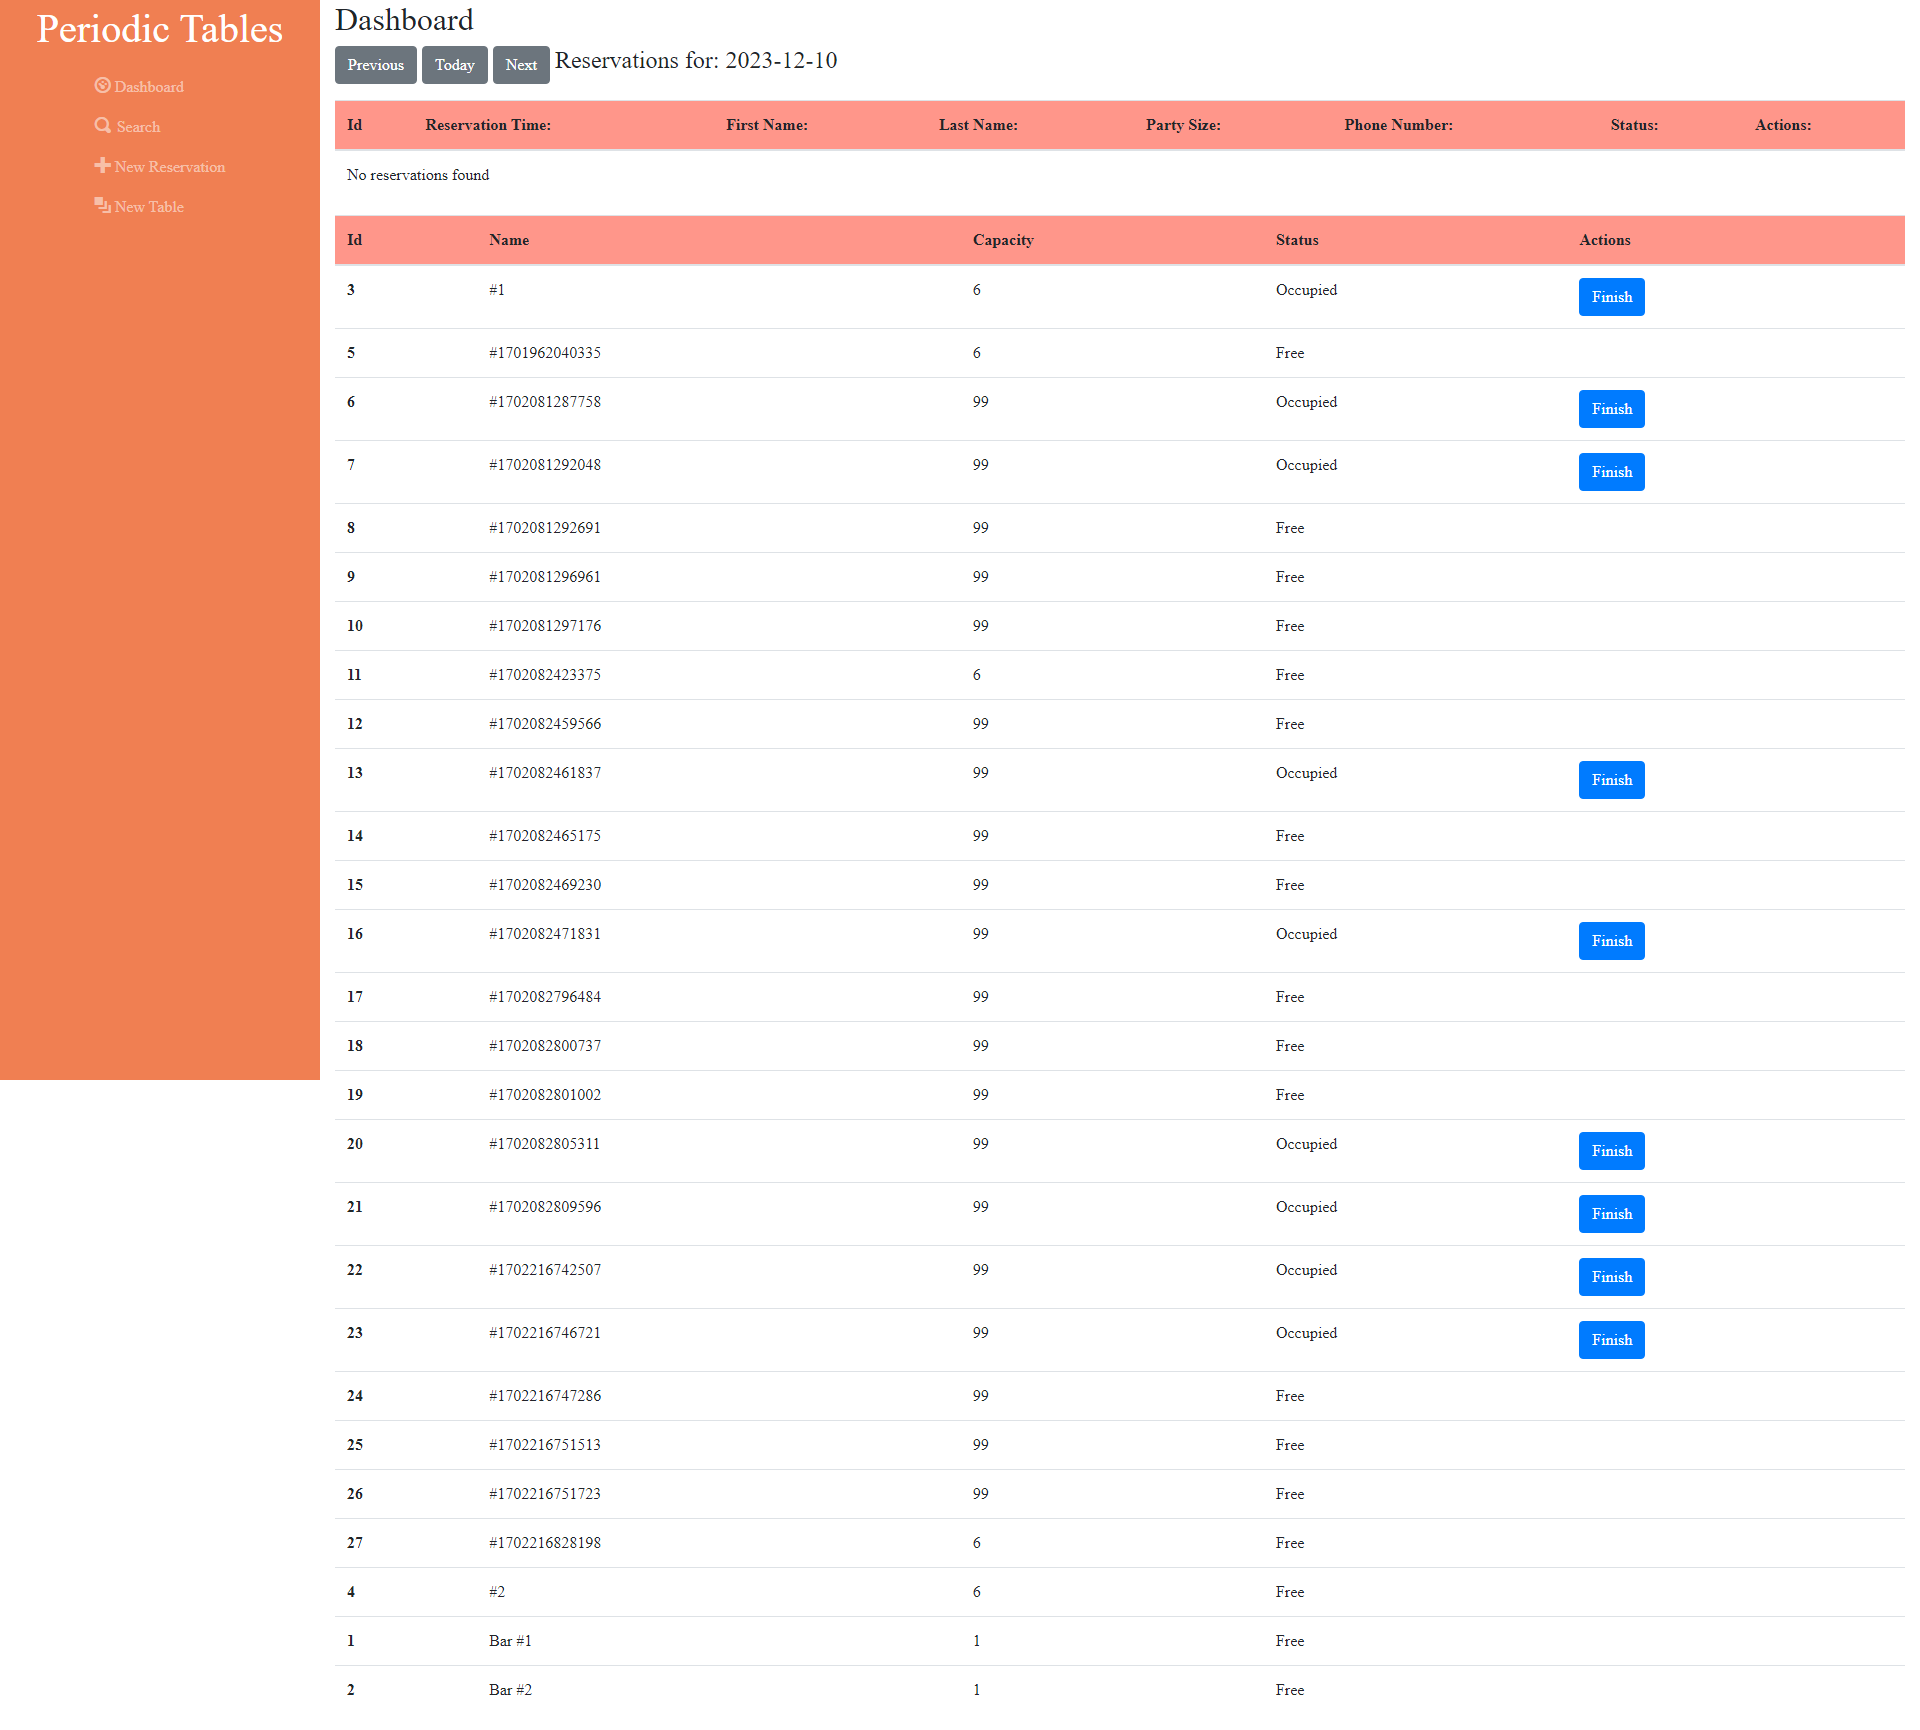 Periodic Tables
Dashboard
Search
New Reservation
New Table
Dashboard
Previous Today Next Reservations for: 2023-12-10
Id Reservation Time: First Name: Last Name: Party Size: Phone Number: Status: Actions:
No reservations found
Id Name Capacity Status Actions
3 #1 6 Occupied Finish
5 #1701962040335 6 Free
6 #1702081287758 99 Occupied Finish
7 #1702081292048 99 Occupied Finish
8 #1702081292691 99 Free
9 #1702081296961 99 Free
10 #1702081297176 99 Free
11 #1702082423375 6 Free
12 #1702082459566 99 Free
13 #1702082461837 99 Occupied Finish
14 #1702082465175 99 Free
15 #1702082469230 99 Free
16 #1702082471831 99 Occupied Finish
17 #1702082796484 99 Free
18 #1702082800737 99 Free
19 #1702082801002 99 Free
20 #1702082805311 99 Occupied Finish
21 #1702082809596 99 Occupied Finish
22 #1702216742507 99 Occupied Finish
23 #1702216746721 99 Occupied Finish
24 #1702216747286 99 Free
25 #1702216751513 99 Free
26 #1702216751723 99 Free
27 #1702216828198 6 Free
4 #2 6 Free
1 Bar #1 1 Free
2 Bar #2 1 Free